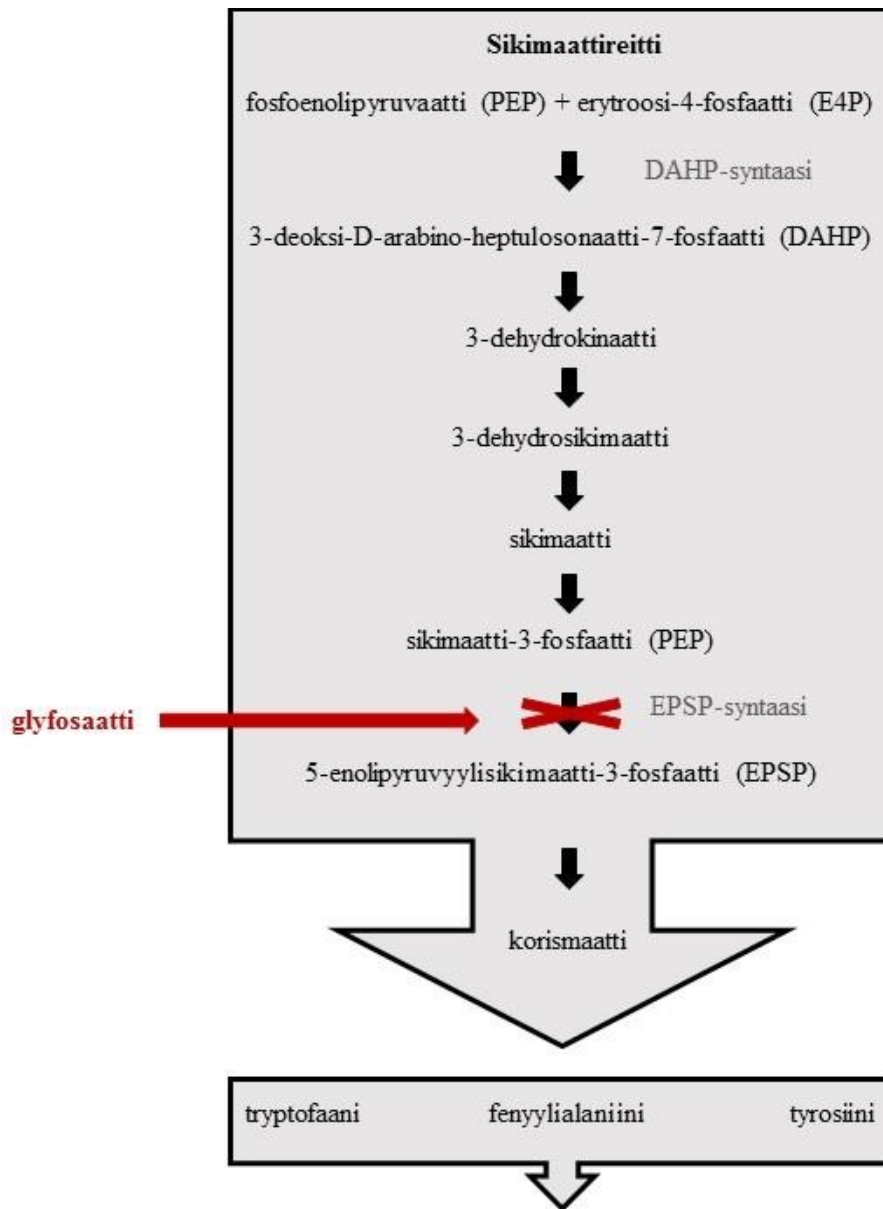 Sikimaattireitti
fosfoenolipyruvaatti (PEP) + erytroosi-4-fosfaatti (E4P)
DAHP-syntaasi
3-deoksi-D-arabino-heptulosonaatti-7-fosfaatti (DAHP)
3-dehydrokinaatti
3-dehydrosikimaatti
sikimaatti
sikimaatti-3-fosfaatti (PEP)
EPSP-syntaasi
glyfosaatti
5-enolipyruvyylisikimaatti-3-fosfaatti (EPSP)
korismaatti
tryptofaani fenyylialaniini tyrosiini